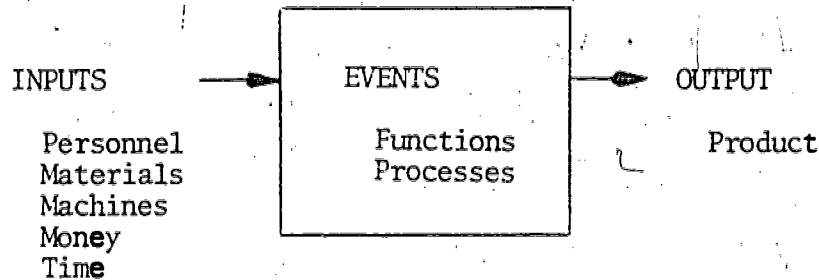 INPUTS EVENTS OUTPUT
Personnel Functions Product
Materials Processes
Machines
Money
Time